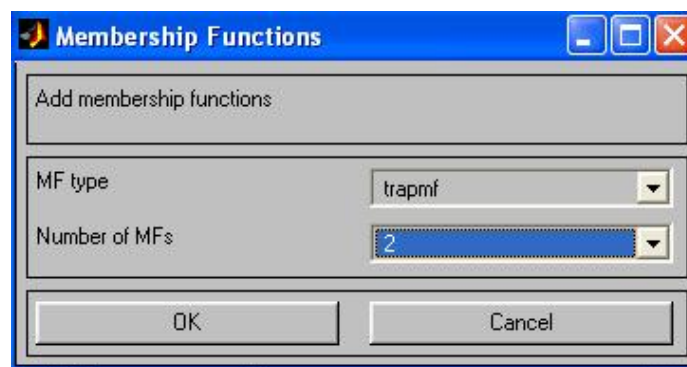 Membership Functions
Add membership functions
MF type
trapmf
Number of MFs
2
OK
Cancel